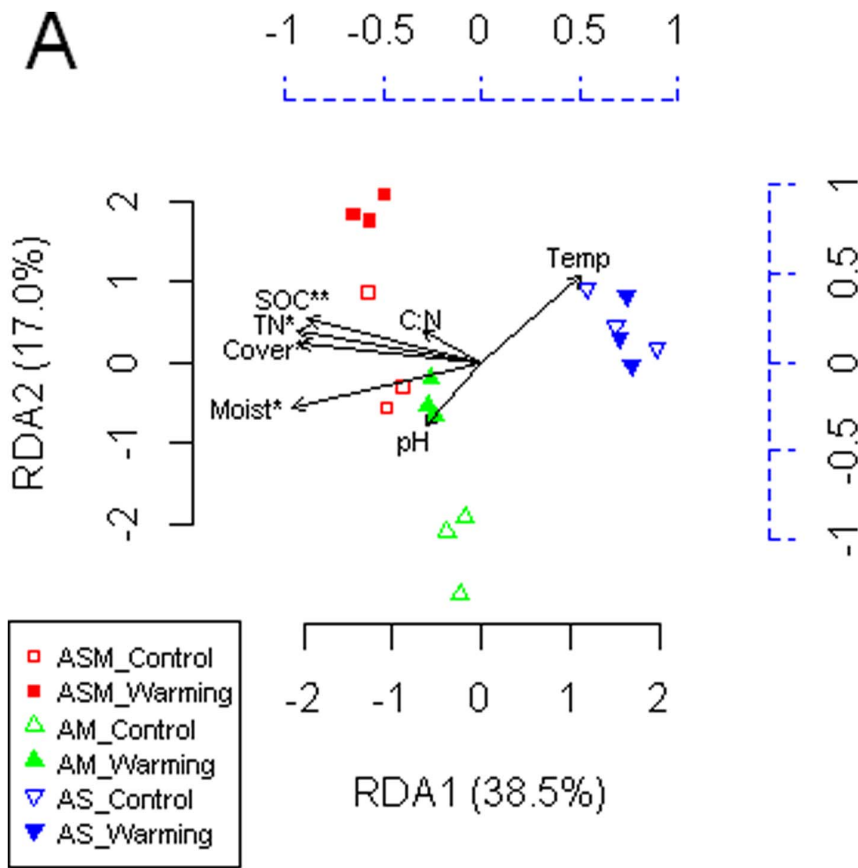 A
-1 -0.5 0 0.5 1
2
1
0
-1
-2
RDA2 (17.0%)
1
0.5
0
-0.5
-1
Temp
SOC**
C:N
TN*
Cover
Moist*
pH
-2 -1 0 1 2
RDA1 (38.5%)
ASM_Control
ASM_Warming
AM_Control
AM_Warming
AS_Control
AS_Warming